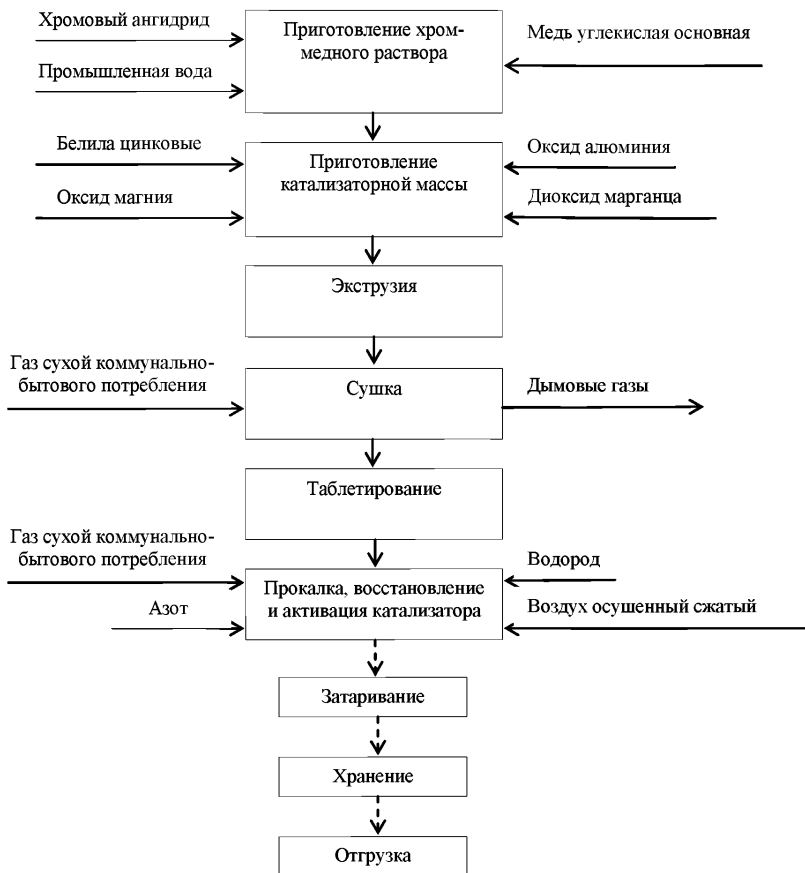 Хромовый ангидрид
Приготовление хром-
медного раствора
Медь углекислая основная
Промышленная вода
Белила цинковые
Приготовление
катализаторной массы
Оксид алюминия
Оксид магния
Диоксид марганца
Экструзия
Газ сухой коммунально-
бытового потребления
Сушка
Дымовые газы
Таблетирование
Газ сухой коммунально-
бытового потребления
Прокалка, восстановление
и активация катализатора
Водород
Азот
Воздух осушенный сжатый
Затаривание
Хранение
Отгрузка